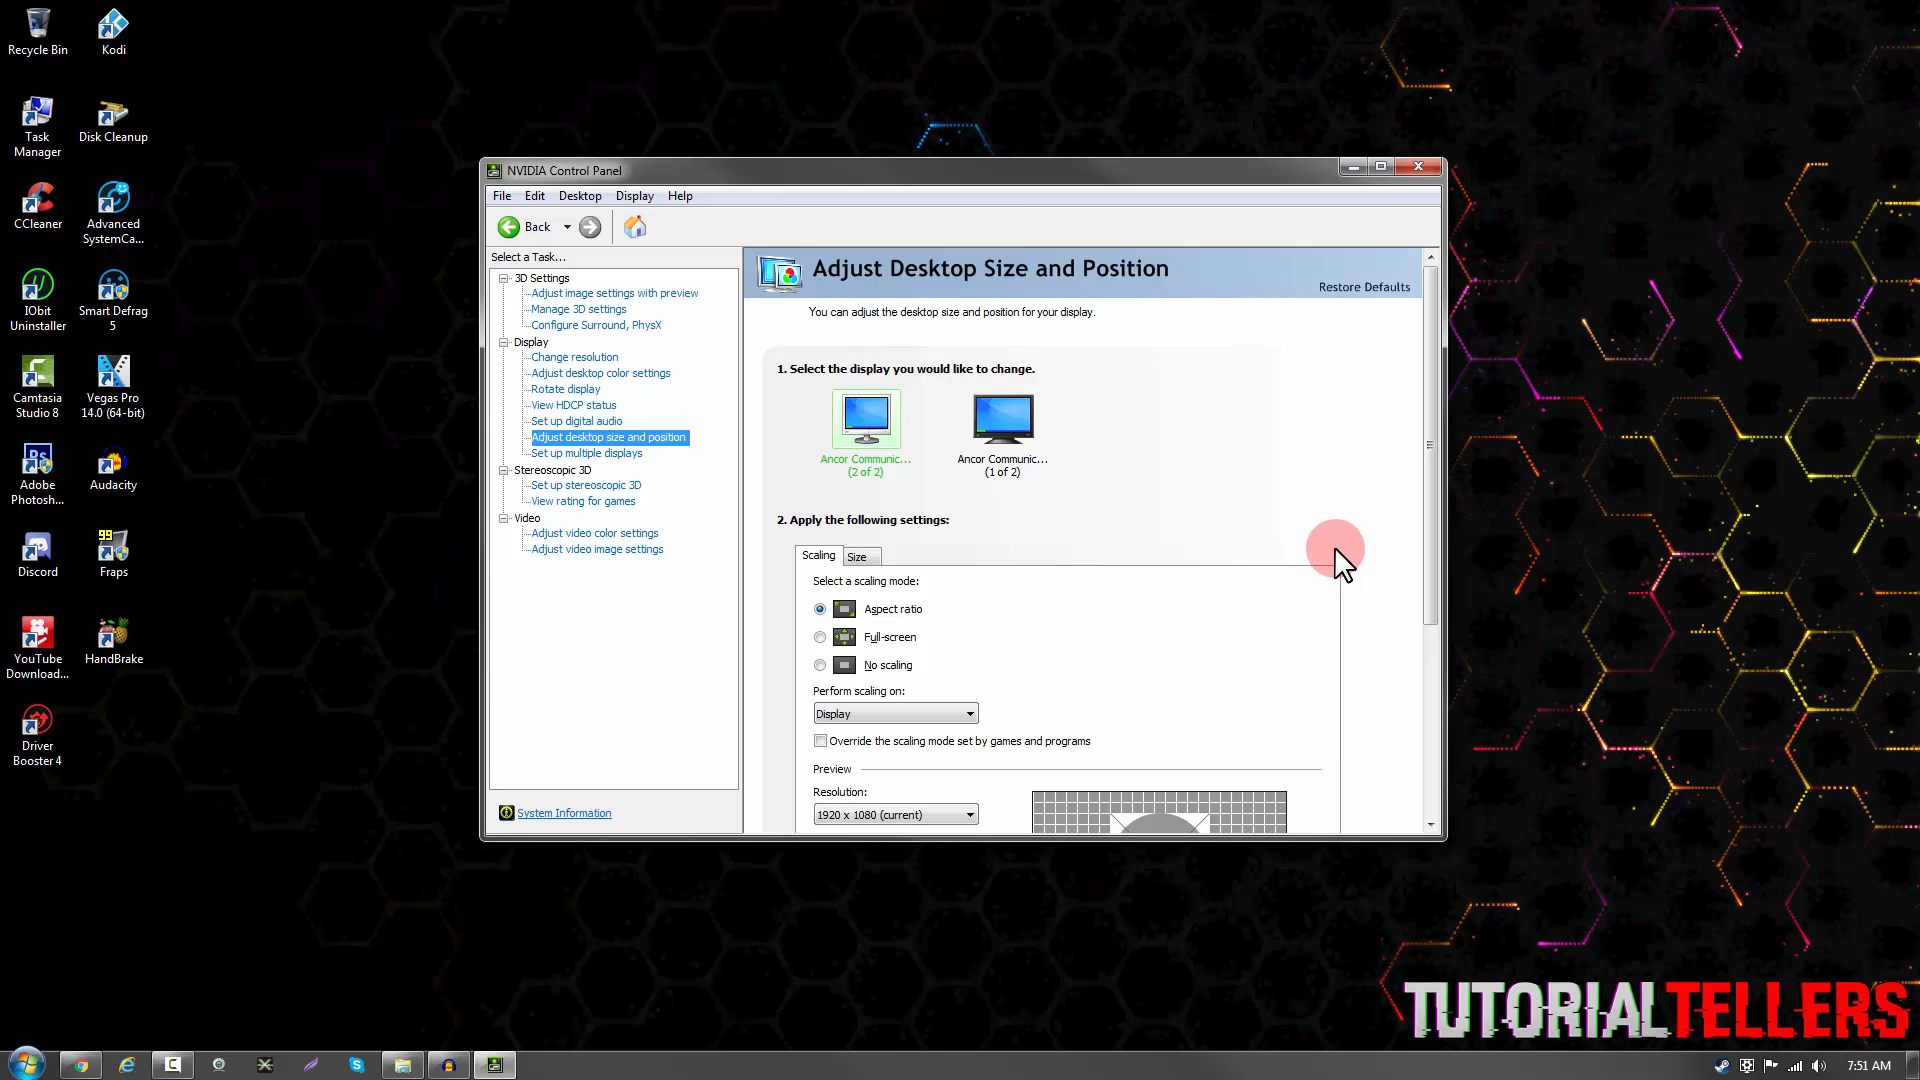 Recycle Bin
Kodi
Task
Manager
Disk Cleanup
CCleaner
Advanced
SystemCa...
IObit
Uninstaller
Smart Defrag
5
Camtasia
Studio 8
Vegas Pro
14.0 (64-bit)
Ps
Adobe
Photosh...
Audacity
Discord
99
Fraps
YouTube
Download...
HandBrake
Driver
Booster 4
NVIDIA Control Panel
File Edit Desktop Display Help
Back
Select a Task...
3D Settings
Adjust image settings with preview
Manage 3D settings
Configure Surround, PhysX
Display
Change resolution
Adjust desktop color settings
Rotate display
View HDCP status
Set up digital audio
Adjust desktop size and position
Set up multiple displays
Stereoscopic 3D
Set up stereoscopic 3D
View rating for games
Video
Adjust video color settings
Adjust video image settings
System Information
Adjust Desktop Size and Position
Restore Defaults
You can adjust the desktop size and position for your display.
1. Select the display you would like to change.
Ancor Communic...
(2 of 2)
Ancor Communic...
(1 of 2)
2. Apply the following settings:
Scaling Size
Select a scaling mode:
Aspect ratio
Full-screen
No scaling
Perform scaling on:
Display
Override the scaling mode set by games and programs
Preview
Resolution:
1920 x 1080 (current)
TUTORIALTELLERS
7:51 AM